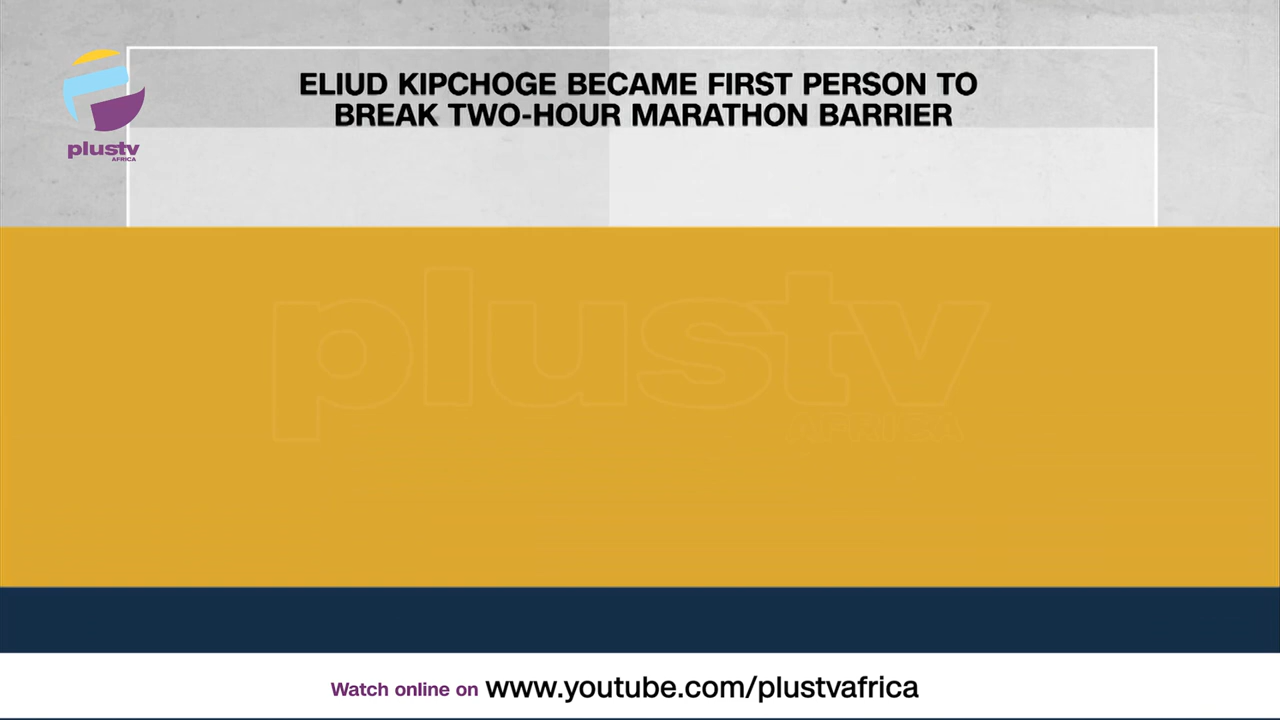 ELIUD KIPCHOGE BECAME FIRST PERSON TO
BREAK TWO-HOUR MARATHON BARRIER
plustv
AFRICA
plustv
AFRICA
Watch online on www.youtube.com/plustvafrica